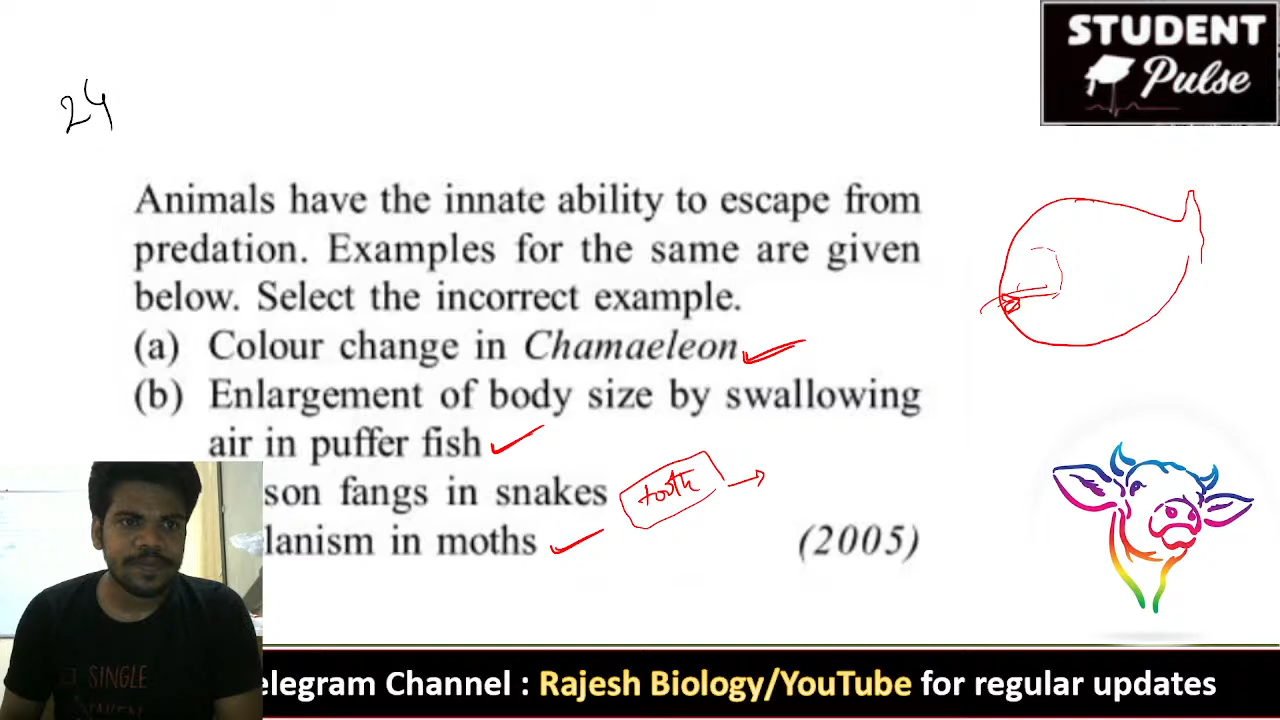 STUDENT
Pulse
24
Animals have the innate ability to escape from
predation. Examples for the same are given
below. Select the incorrect example.
(a) Colour change in Chamaeleon
(b) Enlargement of body size by swallowing
air in puffer fish
son fangs in snakes tooth
lanism in moths (2005)
SINGLE
elegram Channel : Rajesh Biology/YouTube for regular updates